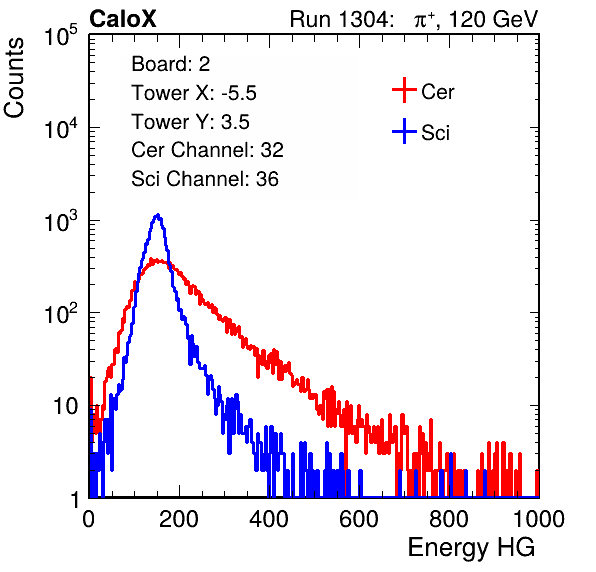 CaloX Run 1304: π⁺, 120 GeV
Counts
10⁵
10⁴
10³
10²
10
1
Board: 2
Tower X: -5.5
Tower Y: 3.5
Cer Channel: 32
Sci Channel: 36
Cer
Sci
0 200 400 600 800 1000
Energy HG